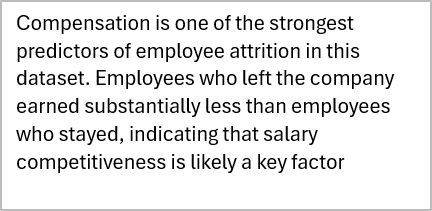 Compensation is one of the strongest
predictors of employee attrition in this
dataset. Employees who left the company
earned substantially less than employees
who stayed, indicating that salary
competitiveness is likely a key factor